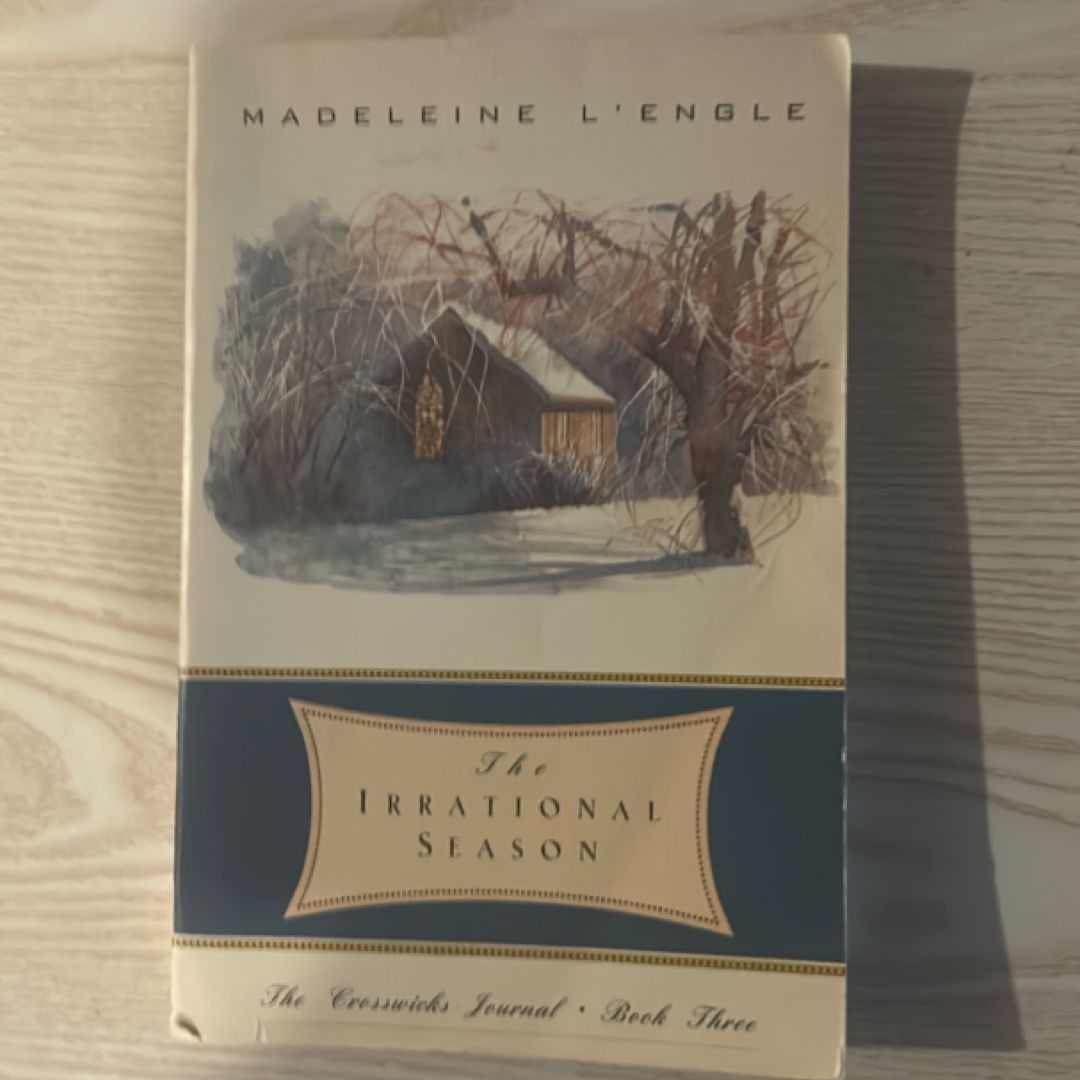 MADELEINE L'ENGLE
The
IRRATIONAL
SEASON
The Crosswicks Journal • Book Three